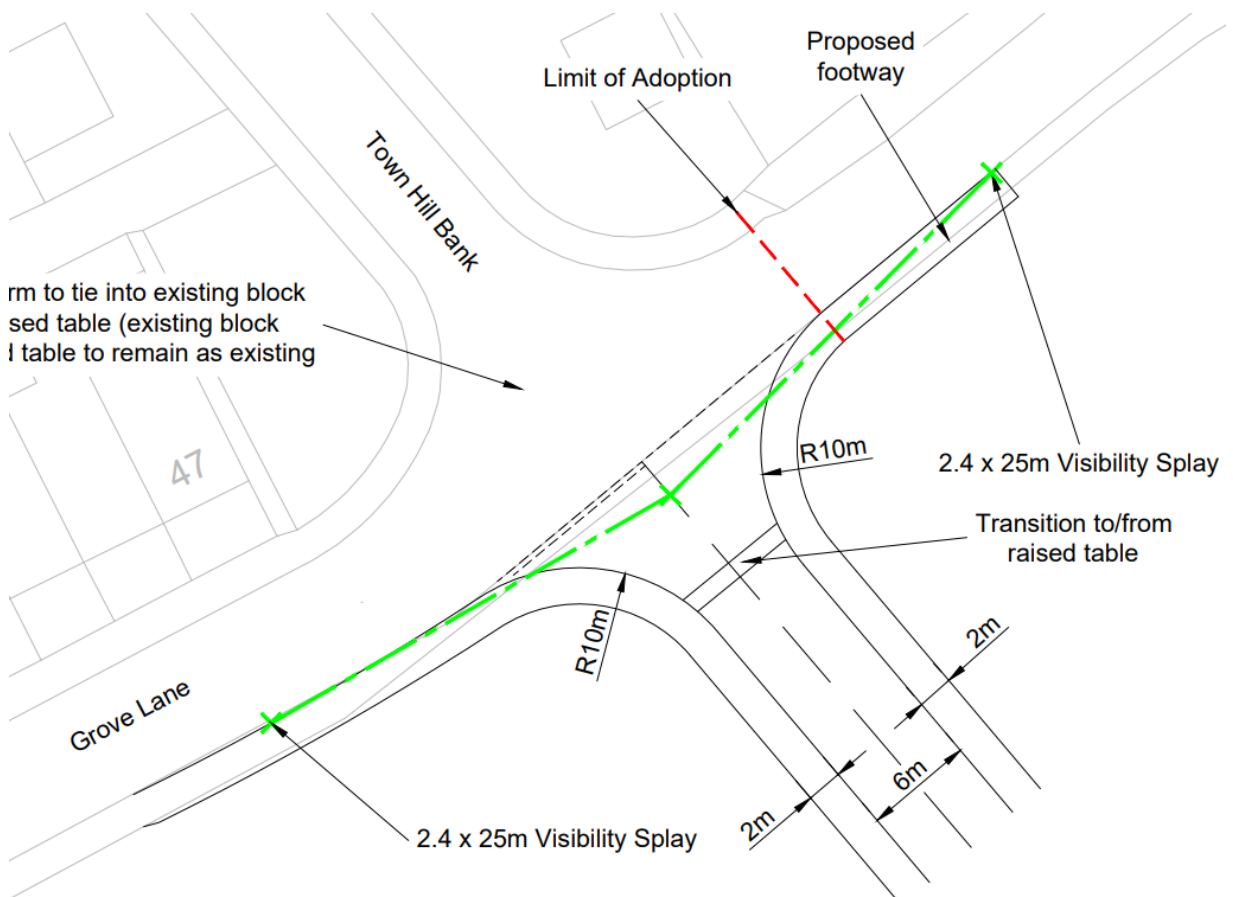 Proposed
footway
Limit of Adoption
Town Hill Bank
rm to tie into existing block
sed table (existing block
table to remain as existing
47
R10m
2.4 x 25m Visibility Splay
Transition to/from
raised table
R10m
2m
Grove Lane
6m
2m
2.4 x 25m Visibility Splay